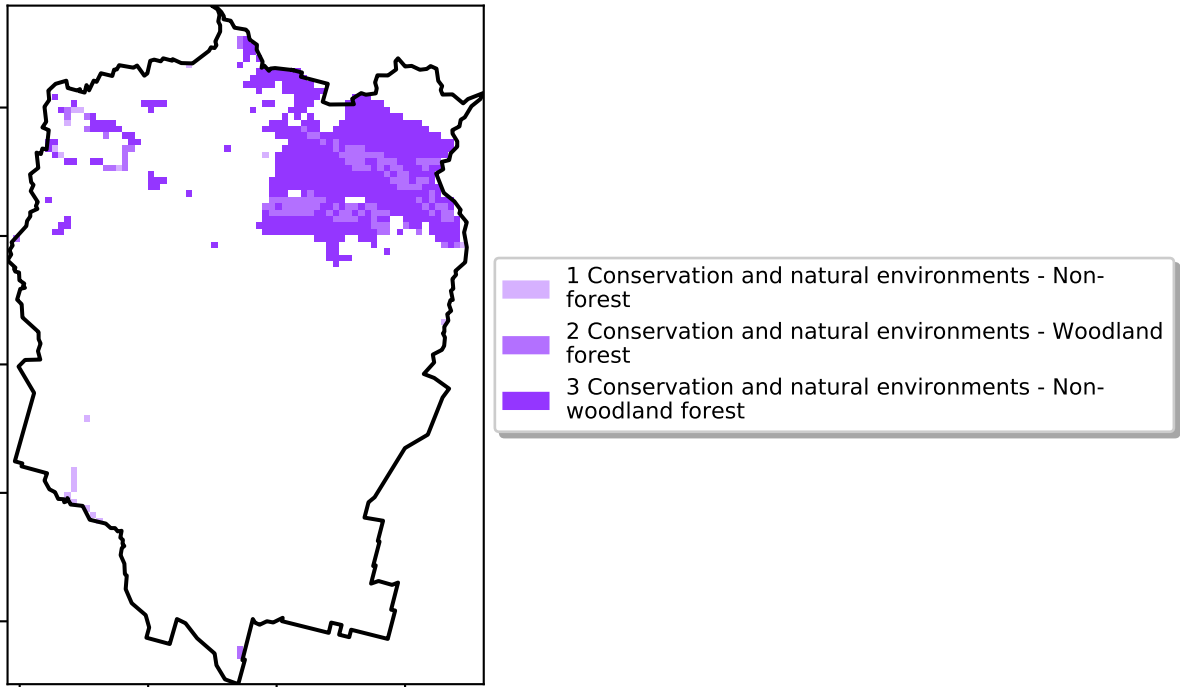 1 Conservation and natural environments - Non-
forest
2 Conservation and natural environments - Woodland
forest
3 Conservation and natural environments - Non-
woodland forest